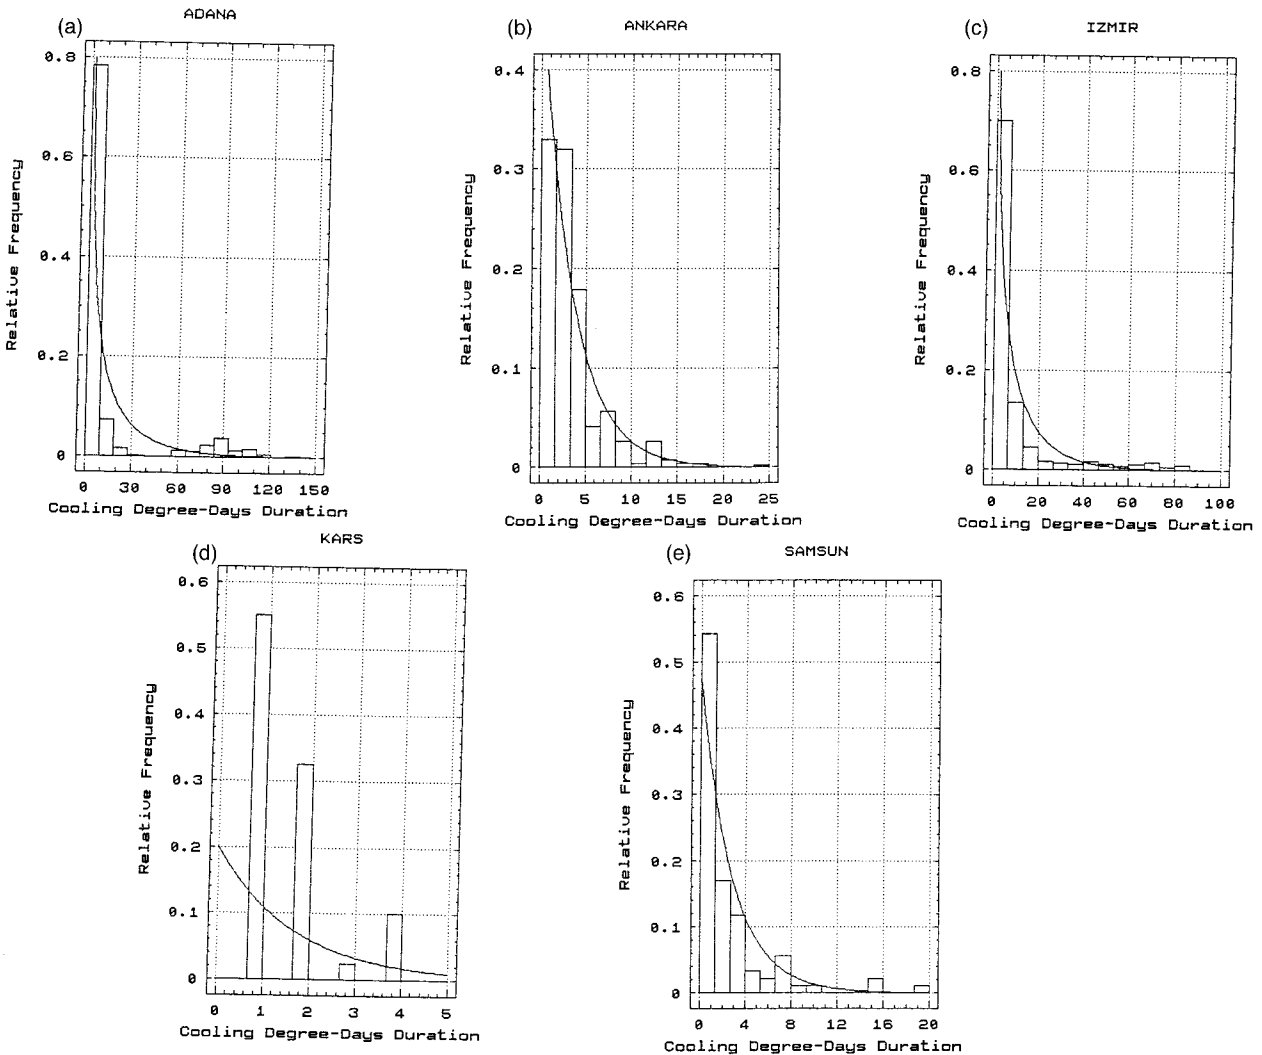 (a) ADANA
0.8
0.6
0.4
0.2
0
Relative Frequency
0 30 60 90 120 150
Cooling Degree-Days Duration
(b) ANKARA
0.4
0.3
0.2
0.1
0
Relative Frequency
0 5 10 15 20 25
Cooling Degree-Days Duration
(c) IZMIR
0.8
0.6
0.4
0.2
0
Relative Frequency
0 20 40 60 80 100
Cooling Degree-Days Duration
(d) KARS
0.6
0.5
0.4
0.3
0.2
0.1
0
Relative Frequency
0 1 2 3 4 5
Cooling Degree-Days Duration
(e) SAMSUN
0.6
0.5
0.4
0.3
0.2
0.1
0
Relative Frequency
0 4 8 12 16 20
Cooling Degree-Days Duration